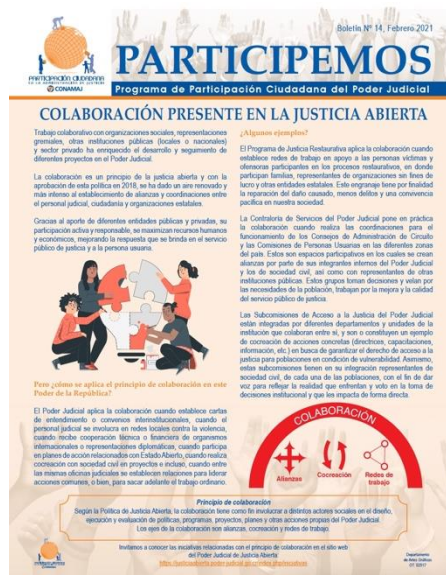 Boletín Nº 14, Febrero 2021
PARTICIPEMOS
PARTICIPACIÓN CIUDADANA
EN LA ADMINISTRACIÓN DE JUSTICIA
CONAMAJ
Programa de Participación Ciudadana del Poder Judicial
COLABORACIÓN PRESENTE EN LA JUSTICIA ABIERTA
Trabajo colaborativo con organizaciones sociales, representaciones
gremiales, otras instituciones públicas (locales o nacionales)
y sector privado ha enriquecido el desarrollo y seguimiento de
diferentes proyectos en el Poder Judicial.
La colaboración es un principio de la justicia abierta y con la
aprobación de esta política en 2018, se ha dado un aire renovado y
más intenso al establecimiento de alianzas y coordinaciones entre
el personal judicial, ciudadanía y organizaciones estatales.
Gracias al aporte de diferentes entidades públicas y privadas, su
participación activa y responsable, se maximizan recursos humanos
y económicos, mejorando la respuesta que se brinda en el servicio
público de justicia y a la persona usuaria.
Pero ¿cómo se aplica el principio de colaboración en este
Poder de la República?
El Poder Judicial aplica la colaboración cuando establece cartas
de entendimiento o convenios interinstitucionales, cuando el
personal judicial se involucra en redes locales contra la violencia,
cuando recibe cooperación técnica o financiera de organismos
internacionales o representaciones diplomáticas, cuando participa
en planes de acción relacionados con Estado Abierto, cuando realiza
cocreación con sociedad civil en proyectos e incluso, cuando entre
las mismas oficinas judiciales se establecen relaciones para liderar
acciones comunes, o bien, para sacar adelante el trabajo ordinario.
¿Algunos ejemplos?
El Programa de Justicia Restaurativa aplica la colaboración cuando
establece redes de trabajo en apoyo a las personas víctimas y
ofensoras participantes en los procesos restaurativos, en donde
participan familias, representantes de organizaciones sin fines de
lucro y otras entidades estatales. Este engranaje tiene por finalidad
la reparación del daño causado, menos delitos y una convivencia
pacífica en nuestra sociedad.
La Contraloría de Servicios del Poder Judicial pone en práctica
la colaboración cuando realiza las coordinaciones para el
funcionamiento de los Consejos de Administración de Circuito
y las Comisiones de Personas Usuarias en las diferentes zonas
del país. Estos son espacios participativos en los cuales se crean
alianzas por parte de sus integrantes internos del Poder Judicial
y los de sociedad civil, así como con representantes de otras
instituciones públicas. Estos grupos toman decisiones y velan por
las necesidades de la población, trabajan por la mejora y la calidad
del servicio público de justicia.
Las Subcomisiones de Acceso a la Justicia del Poder Judicial
están integradas por diferentes departamentos y unidades de la
institución que colaboran entre sí, y son o constituyen un ejemplo
de cocreación de acciones concretas (directrices, capacitaciones,
información, etc.) en busca de garantizar el derecho de acceso a la
justicia para poblaciones en condición de vulnerabilidad. Asimismo,
estas subcomisiones tienen en su integración representantes de
sociedad civil, de cada una de las poblaciones, con el fin de dar
voz para reflejar la realidad que enfrentan y voto en la toma de
decisiones institucional y que les impacta de forma directa.
COLABORACIÓN
Alianzas
Cocreación
Redes de
trabajo
Principio de colaboración
Según la Política de Justicia Abierta, la colaboración tiene como fin involucrar a distintos actores sociales en el diseño,
ejecución y evaluación de políticas, programas, proyectos, planes y otras acciones propias del Poder Judicial.
Los ejes de la colaboración son alianzas, cocreación y redes de trabajo.
Invitamos a conocer las iniciativas relacionadas con el principio de colaboración en el sitio web
del Poder Judicial de Justicia Abierta:
Departamento
de Artes Gráficas